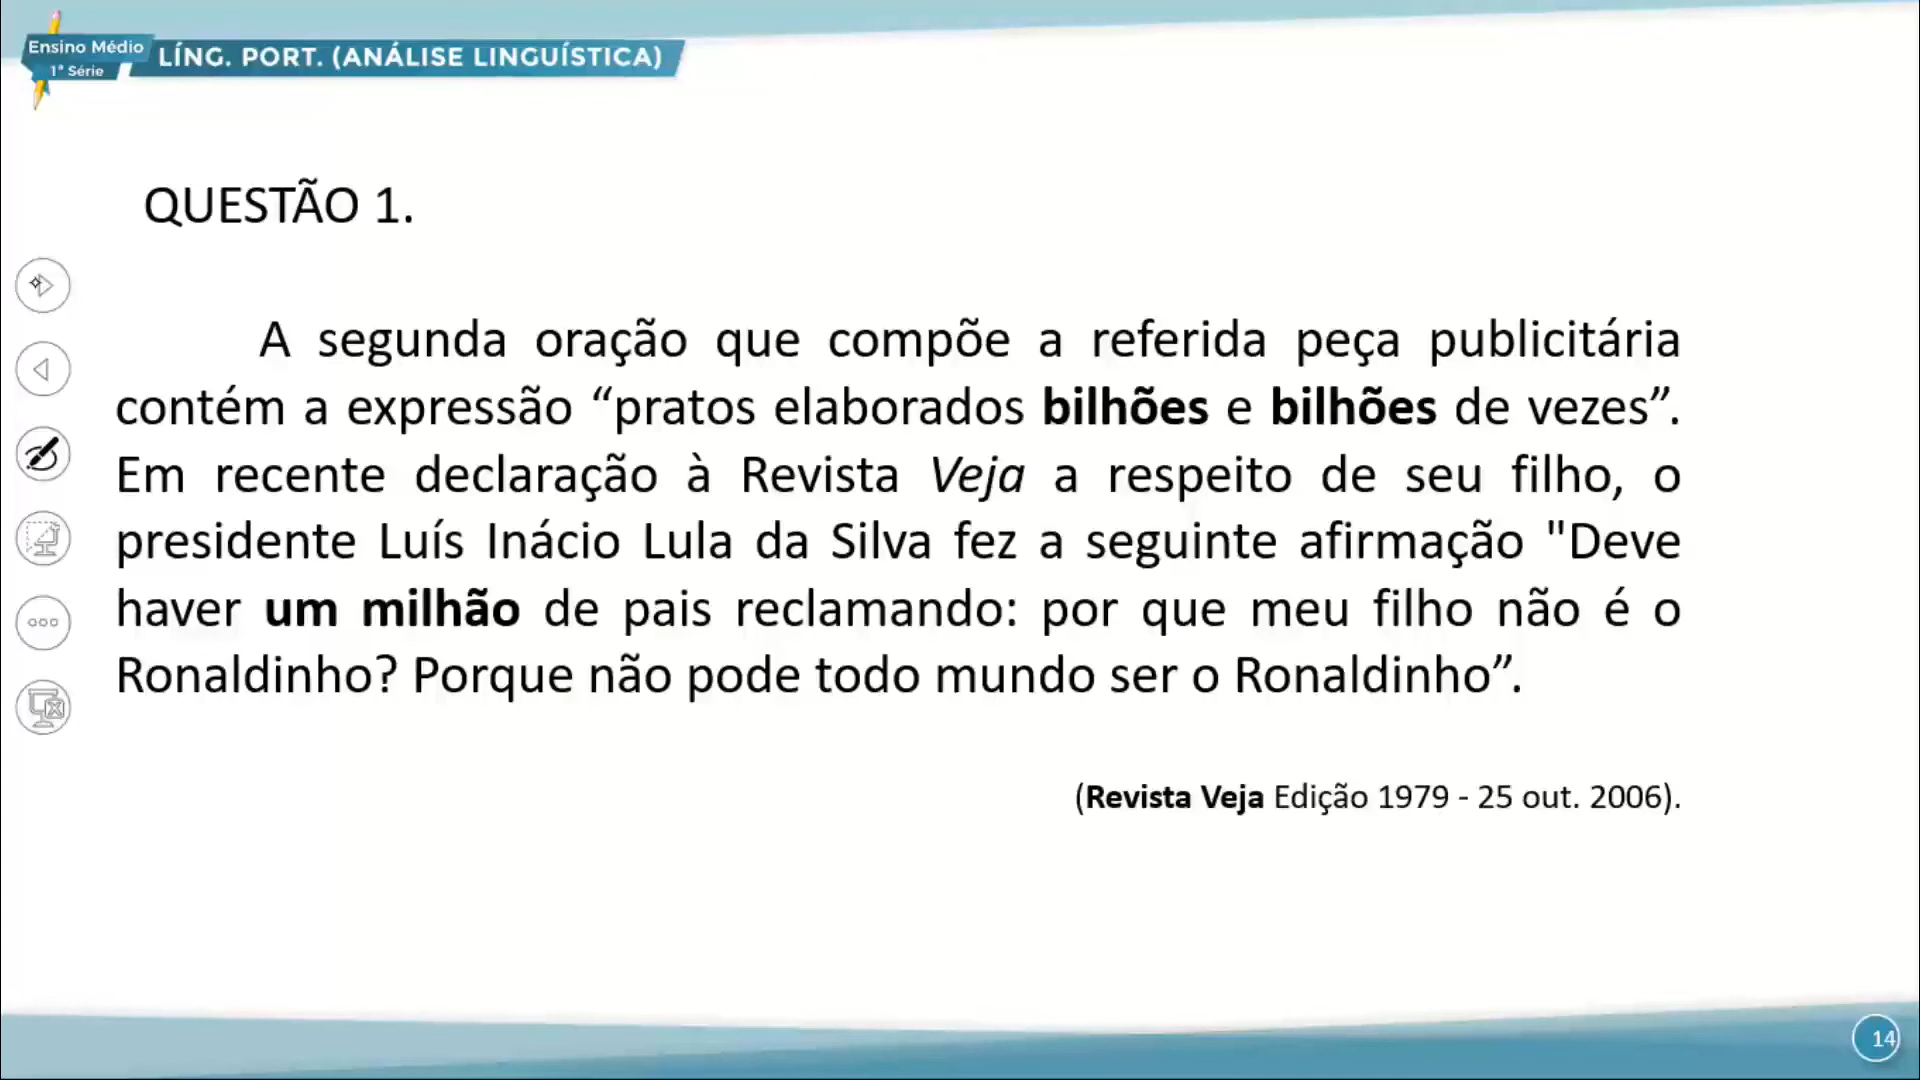 Ensino Médio
1ª Série
LÍNG. PORT. (ANÁLISE LINGUÍSTICA)
QUESTÃO 1.
A segunda oração que compõe a referida peça publicitária
contém a expressão “pratos elaborados bilhões e bilhões de vezes”.
Em recente declaração à Revista Veja a respeito de seu filho, o
presidente Luís Inácio Lula da Silva fez a seguinte afirmação "Deve
haver um milhão de pais reclamando: por que meu filho não é o
Ronaldinho? Porque não pode todo mundo ser o Ronaldinho”.
(Revista Veja Edição 1979 - 25 out. 2006).
14